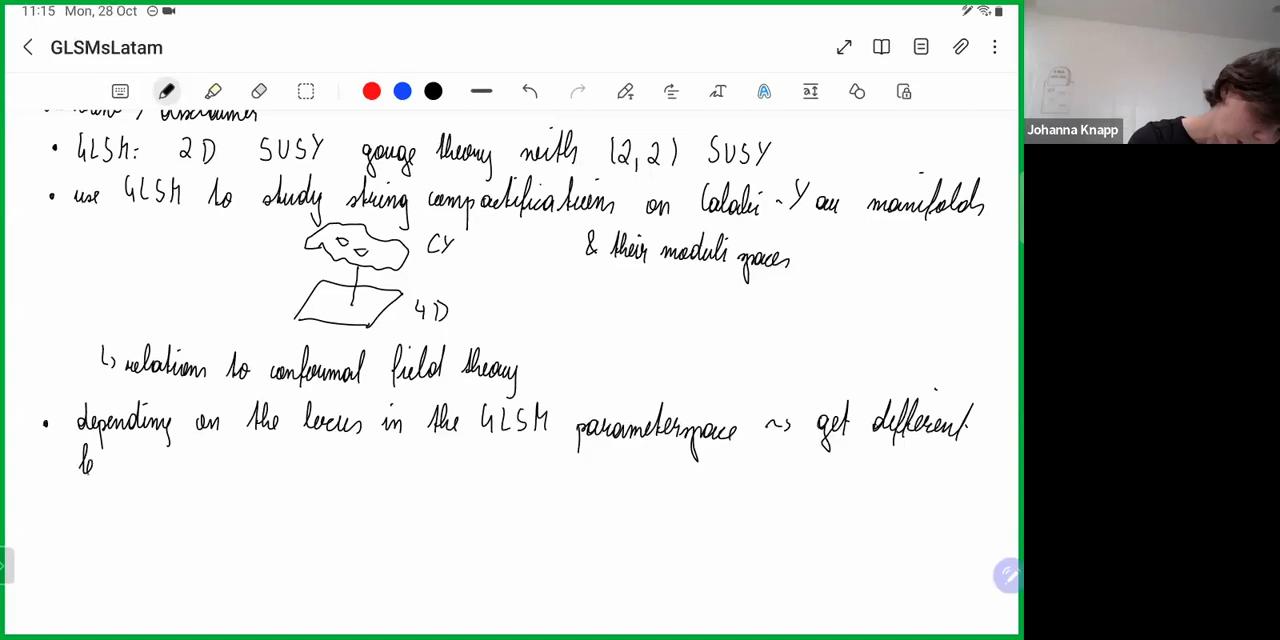 11:15 Mon, 28 Oct
GLSMsLatam
Johanna Knapp
disclaimer
• GLSM: 2D SUSY gauge theory with (2,2) SUSY
• use GLSM to study string compactifications on Calabi-Yau manifolds
& their moduli spaces
CY
4D
↳ relations to conformal field theory
• depending on the locus in the GLSM parameterspace ⇝ get different